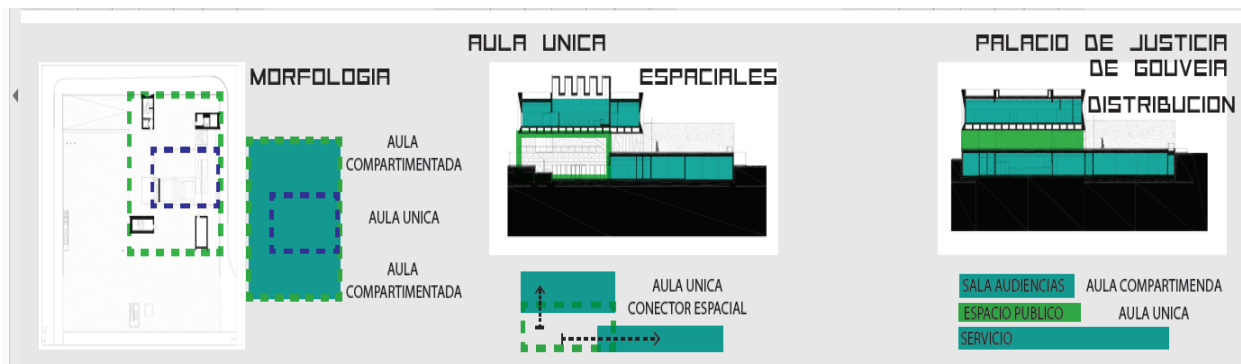 AULA UNICA
PALACIO DE JUSTICIA
DE GOUVEIA
MORFOLOGIA
ESPACIALES
DISTRIBUCION
AULA
COMPARTIMENTADA
AULA UNICA
AULA
COMPARTIMENTADA
AULA UNICA
CONECTOR ESPACIAL
SALA AUDIENCIAS AULA COMPARTIMENDA
ESPACIO PUBLICO AULA UNICA
SERVICIO